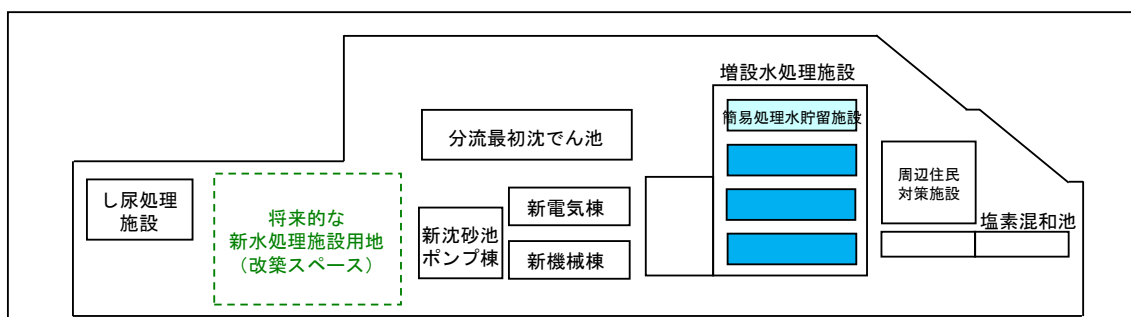 増設水処理施設
簡易処理水貯留施設
分流最初沈でん池
周辺住民
対策施設
し尿処理
施設
将来的な
新水処理施設用地
（改築スペース）
新沈砂池
ポンプ棟
新電気棟
新機械棟
塩素混和池